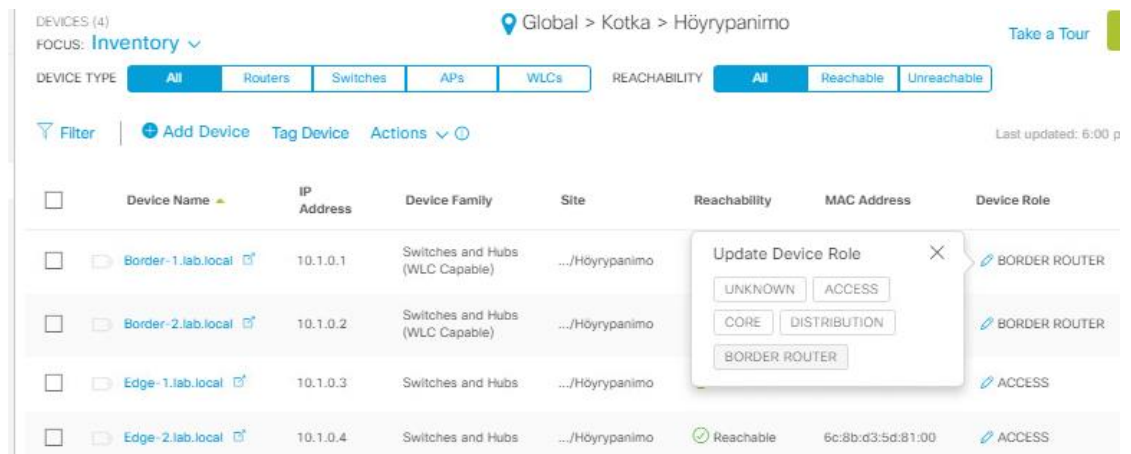 DEVICES (4)
FOCUS: Inventory
Global > Kotka > Höyrypanimo
Take a Tour
DEVICE TYPE All Routers Switches APs WLCs REACHABILITY All Reachable Unreachable
Filter Add Device Tag Device Actions Last updated: 6:00 p
Device Name IP Address Device Family Site Reachability MAC Address Device Role
Border-1.lab.local 10.1.0.1 Switches and Hubs (WLC Capable) .../Höyrypanimo BORDER ROUTER
Update Device Role
UNKNOWN ACCESS
CORE DISTRIBUTION
BORDER ROUTER
Border-2.lab.local 10.1.0.2 Switches and Hubs (WLC Capable) .../Höyrypanimo BORDER ROUTER
Edge-1.lab.local 10.1.0.3 Switches and Hubs .../Höyrypanimo ACCESS
Edge-2.lab.local 10.1.0.4 Switches and Hubs .../Höyrypanimo Reachable 6c:8b:d3:5d:81:00 ACCESS